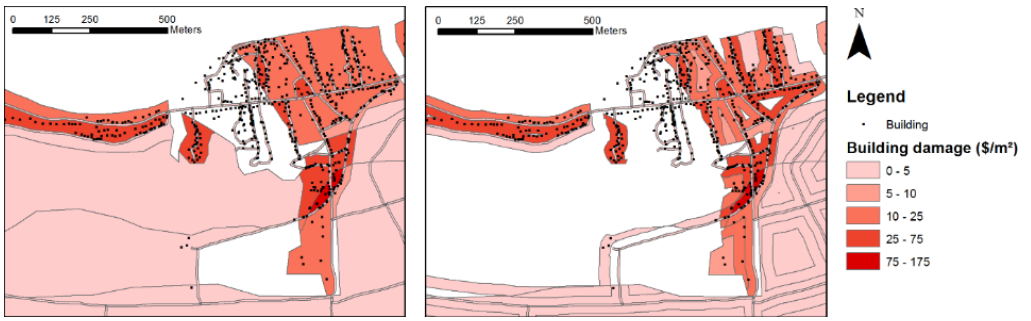 0 125 250 500
Meters
0 125 250 500
Meters
N
Legend
Building
Building damage ($/m²)
0 - 5
5 - 10
10 - 25
25 - 75
75 - 175